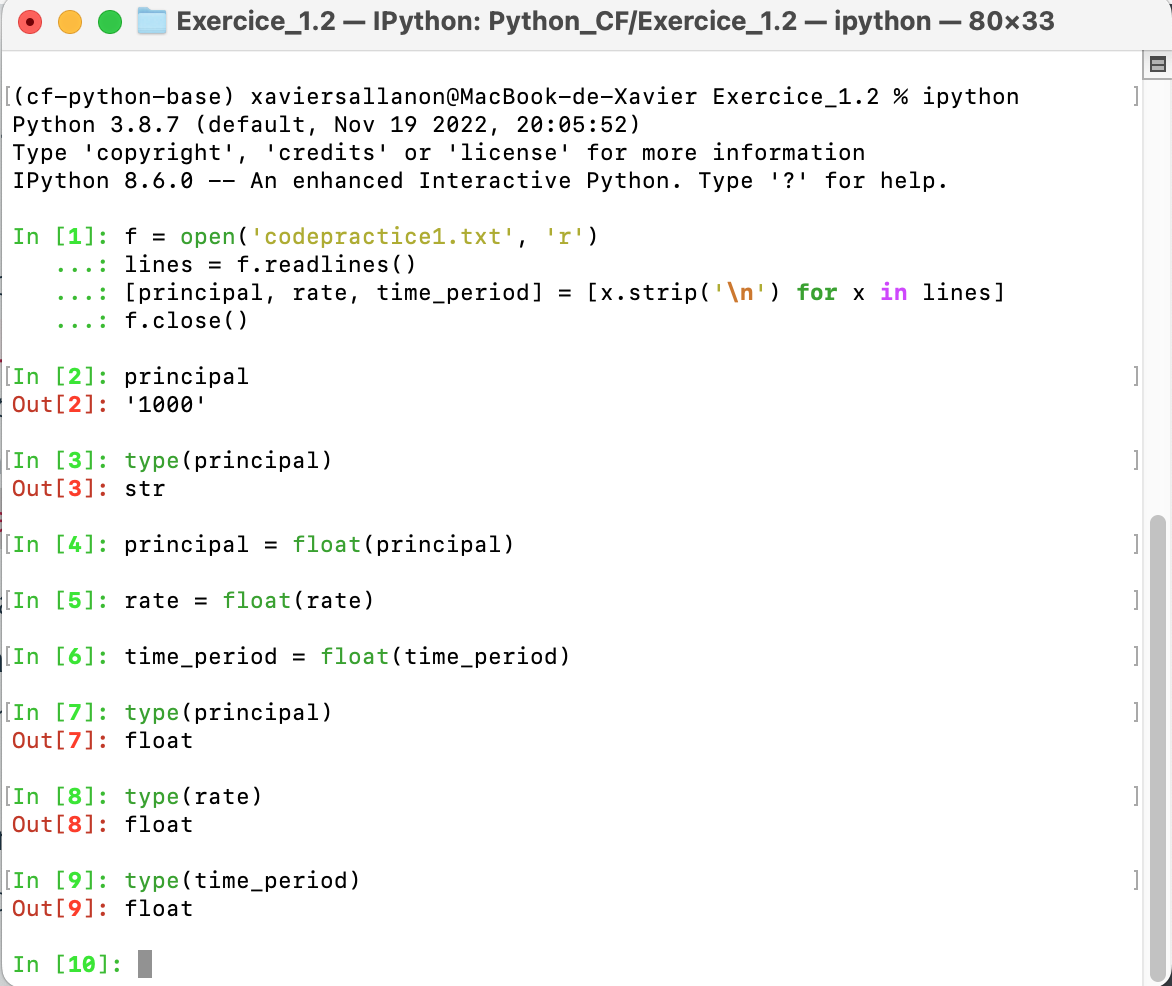 Exercice_1.2 — IPython: Python_CF/Exercice_1.2 — ipython — 80×33
[(cf-python-base) xaviersallanon@MacBook-de-Xavier Exercice_1.2 % ipython ]
Python 3.8.7 (default, Nov 19 2022, 20:05:52)
Type 'copyright', 'credits' or 'license' for more information
IPython 8.6.0 -- An enhanced Interactive Python. Type '?' for help.
In [1]: f = open('codepractice1.txt', 'r')
...: lines = f.readlines()
...: [principal, rate, time_period] = [x.strip('\n') for x in lines]
...: f.close()
[In [2]: principal ]
Out[2]: '1000'
[In [3]: type(principal) ]
Out[3]: str
[In [4]: principal = float(principal) ]
[In [5]: rate = float(rate) ]
[In [6]: time_period = float(time_period) ]
[In [7]: type(principal) ]
Out[7]: float
[In [8]: type(rate) ]
Out[8]: float
[In [9]: type(time_period) ]
Out[9]: float
In [10]: